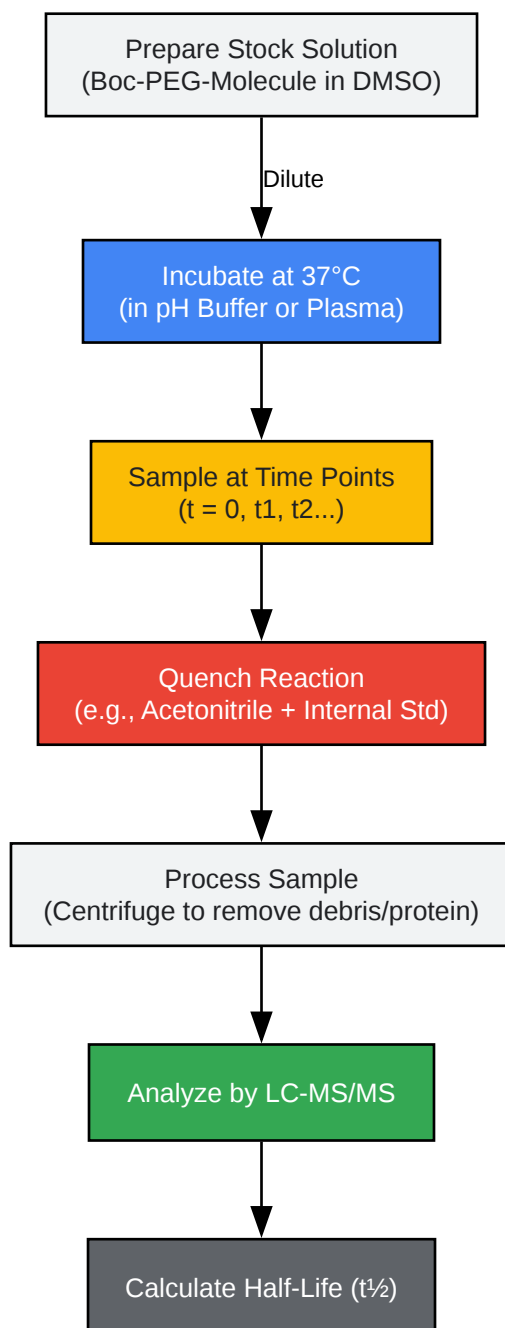 Prepare Stock Solution
(Boc-PEG-Molecule in DMSO)
Dilute
Incubate at 37°C
(in pH Buffer or Plasma)
Sample at Time Points
(t = 0, t1, t2...)
Quench Reaction
(e.g., Acetonitrile + Internal Std)
Process Sample
(Centrifuge to remove debris/protein)
Analyze by LC-MS/MS
Calculate Half-Life (t½)